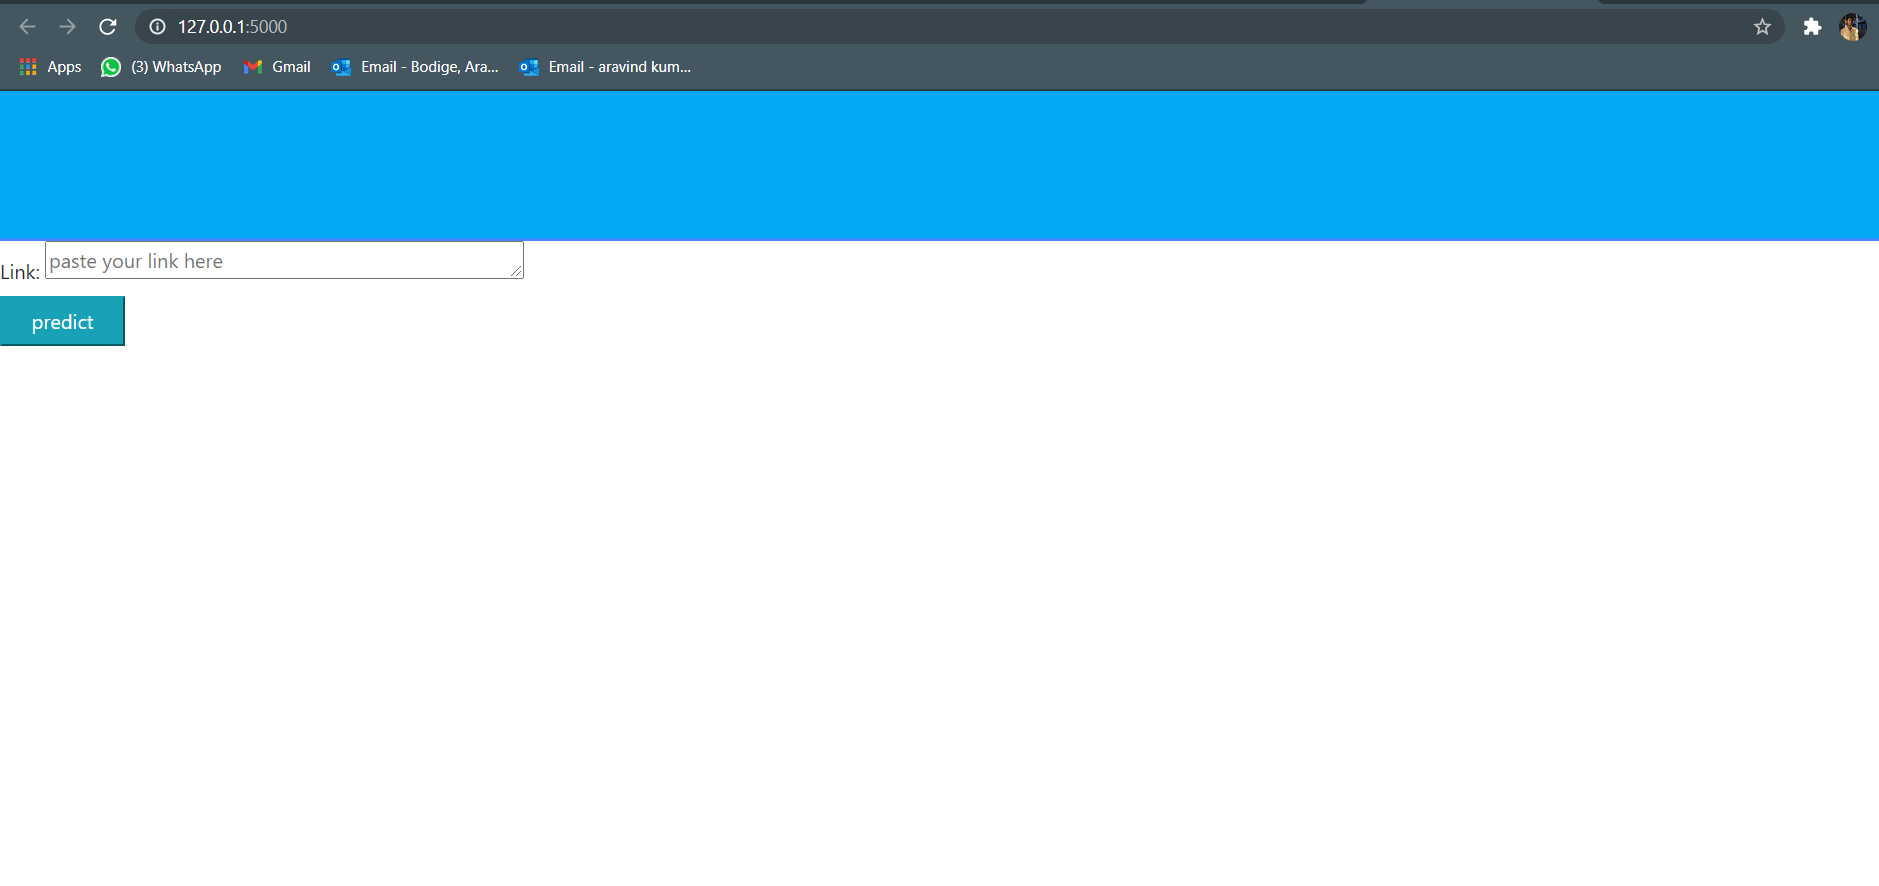 127.0.0.1:5000
Apps (3) WhatsApp Gmail Email - Bodige, Ara... Email - aravind kum...
Link: paste your link here
predict